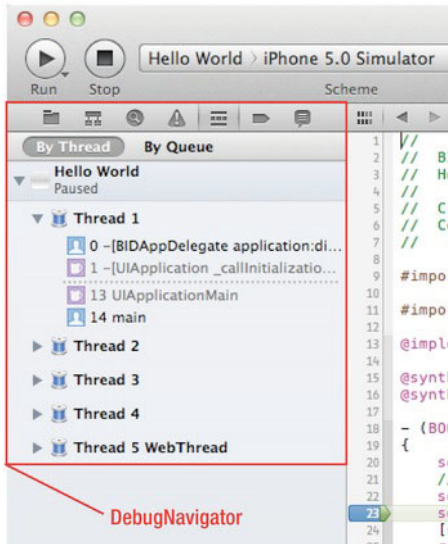 Hello World iPhone 5.0 Simulator
Run Stop Scheme
By Thread By Queue
Hello World
Paused
Thread 1
0 -[BIDAppDelegate application:di...
1 -[UIApplication _callInitializatio...
13 UIApplicationMain
14 main
Thread 2
Thread 3
Thread 4
Thread 5 WebThread
DebugNavigator
1 //
2 // B
3 // H
4 //
5 // C
6 // C
7 //
8
9 #impo
10
11 #impo
12
13 @imple
14
15 @synt
16 @synt
17
18 - (BO
19 {
20 s
21 /
22 s
23 s
24 [